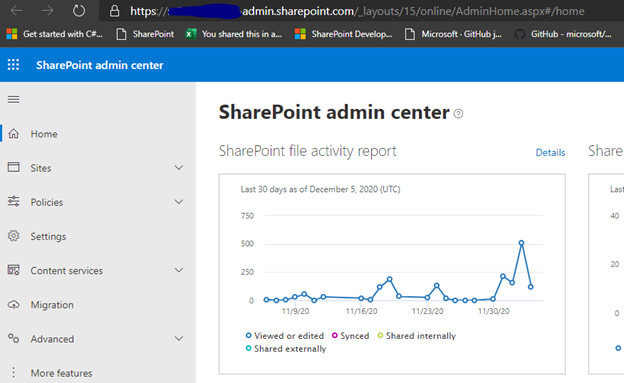 https://
-admin.sharepoint.com/_layouts/15/online/AdminHome.aspx#/home
Get started with C#... SharePoint You shared this in a... SharePoint Develop... Microsoft · GitHub j... GitHub - microsoft/...
SharePoint admin center
Home
Sites
Policies
Settings
Content services
Migration
Advanced
More features
SharePoint admin center ?
SharePoint file activity report
Details
Last 30 days as of December 5, 2020 (UTC)
750
500
250
0
11/9/20 11/16/20 11/23/20 11/30/20
Viewed or edited Synced Shared internally
Shared externally
Share
Last
40
20
0